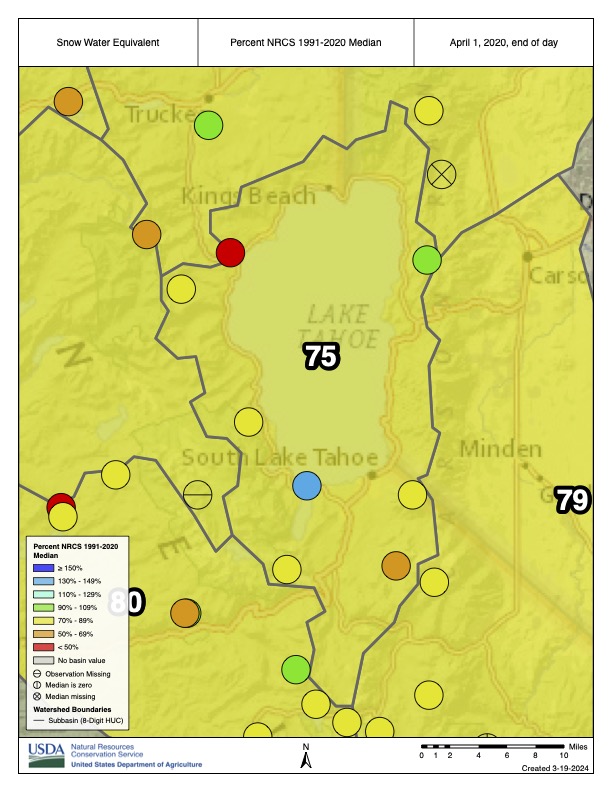 Snow Water Equivalent
Percent NRCS 1991-2020 Median
April 1, 2020, end of day
Trucke
Kings Beach
Carso
LAKE
TAHOE
75
N
Minden
South Lake Tahoe
79
E
80
Percent NRCS 1991-2020
Median
≥ 150%
130% - 149%
110% - 129%
90% - 109%
70% - 89%
50% - 69%
< 50%
No basin value
Observation Missing
Median is zero
Median missing
Watershed Boundaries
Subbasin (8-Digit HUC)
USDA
Natural Resources
Conservation Service
United States Department of Agriculture
N
0 1 2 4 6 8 10
Miles
Created 3-19-2024